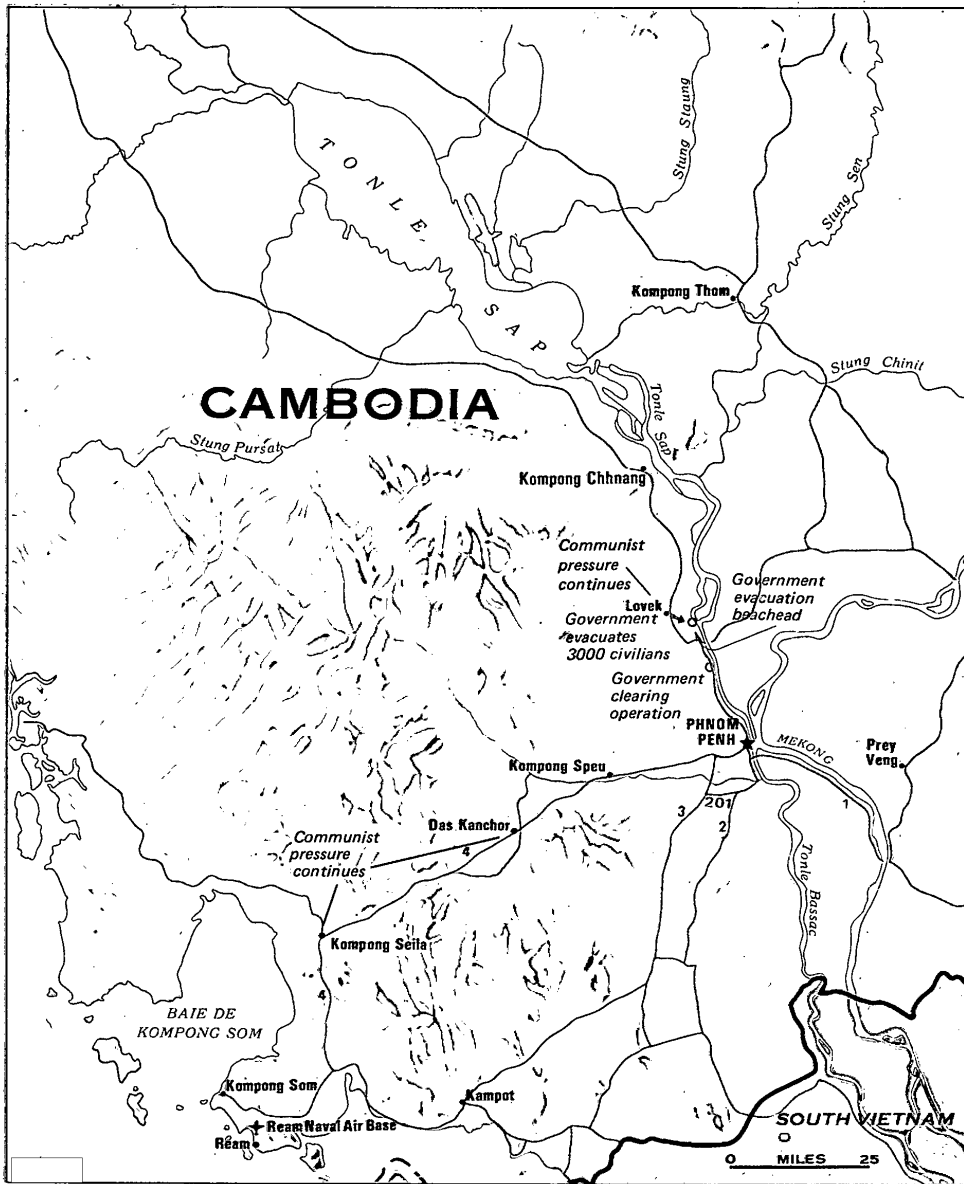 TONLE SAP
Stung Staung
Stung Sen
Kompong Thom
Stung Chinit
CAMBODIA
Tonle Sap
Stung Pursat
Kompong Chhnang
Communist
pressure
continues
Government
evacuation
beachead
Lovek
Government
evacuates
3000 civilians
Government
clearing
operation
PHNOM
PENH
MEKONG
Prey
Veng
Kompong Speu
1
201
3
2
Das Kanchor
4
Communist
pressure
continues
Tonle Bassac
Kompong Seila
4
BAIE DE
KOMPONG SOM
Kompong Som
Kampot
Ream Naval Air Base
Ream
SOUTH VIETNAM
0 MILES 25